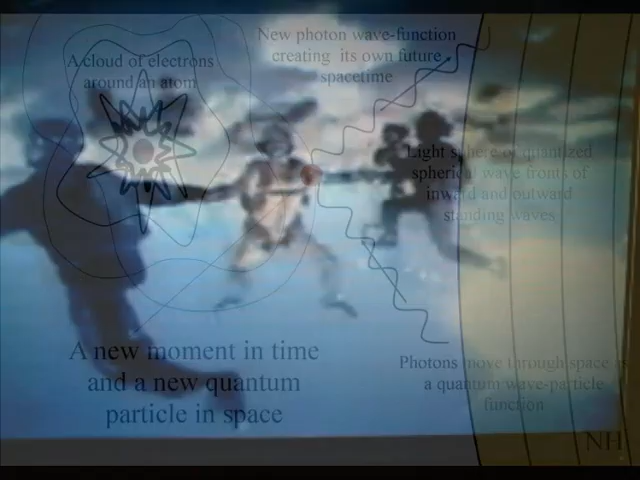 New photon wave-function
creating its own future
spacetime
A cloud of electrons
around an atom
Light sphere of quantized
spherical wave fronts of
inward and outward
standing waves
A new moment in time
and a new quantum
particle in space
Photons move through space as
a quantum wave-particle
function
NH